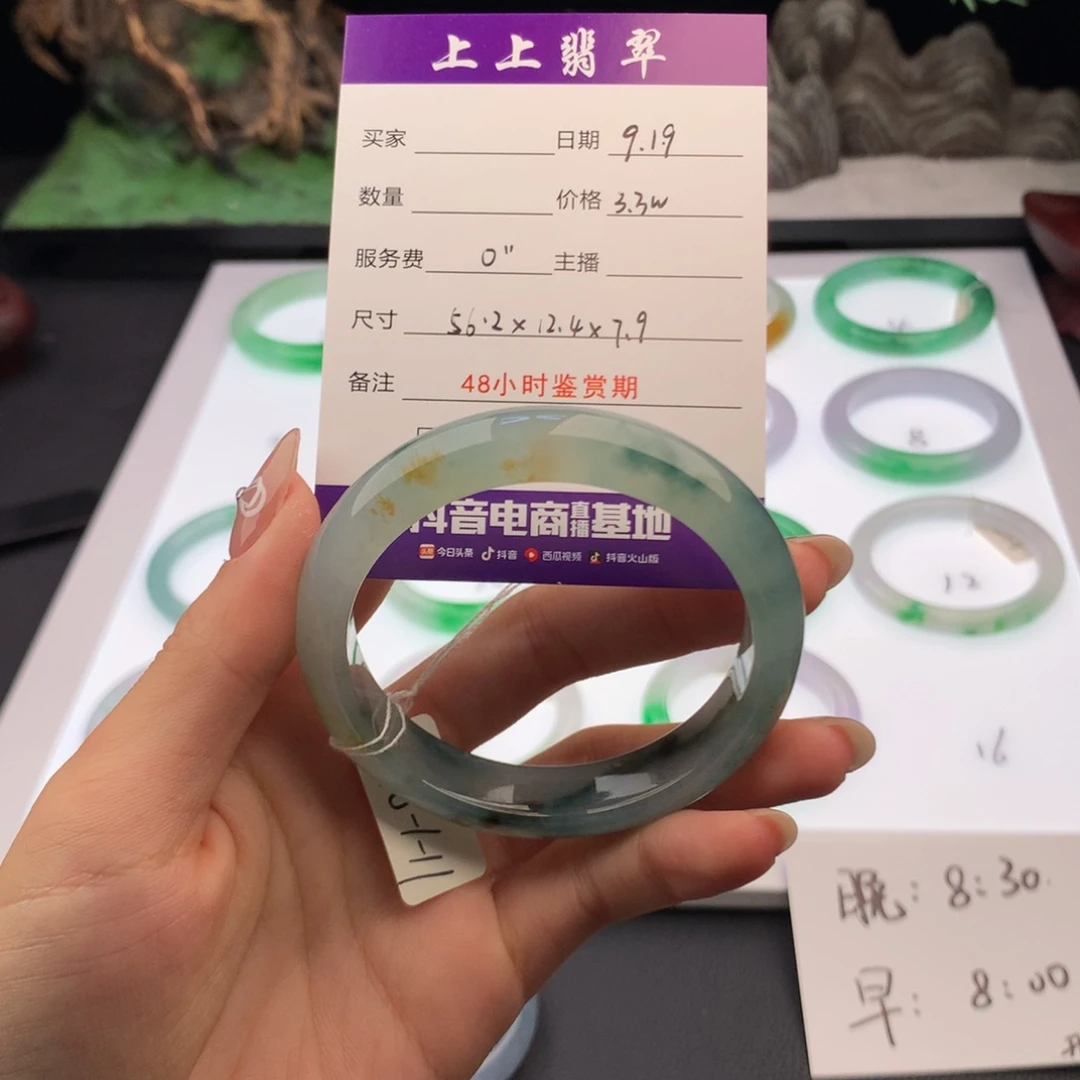 上上翡翠
买家 日期 9.19
数量 价格 3.3w
服务费 0" 主播
尺寸 56.2×12.4×7.9
备注 48小时鉴赏期
抖音电商直播基地
今日头条 抖音 西瓜视频 抖音火山版
8
12
16
-1-11
晚：8:30
早：8:00